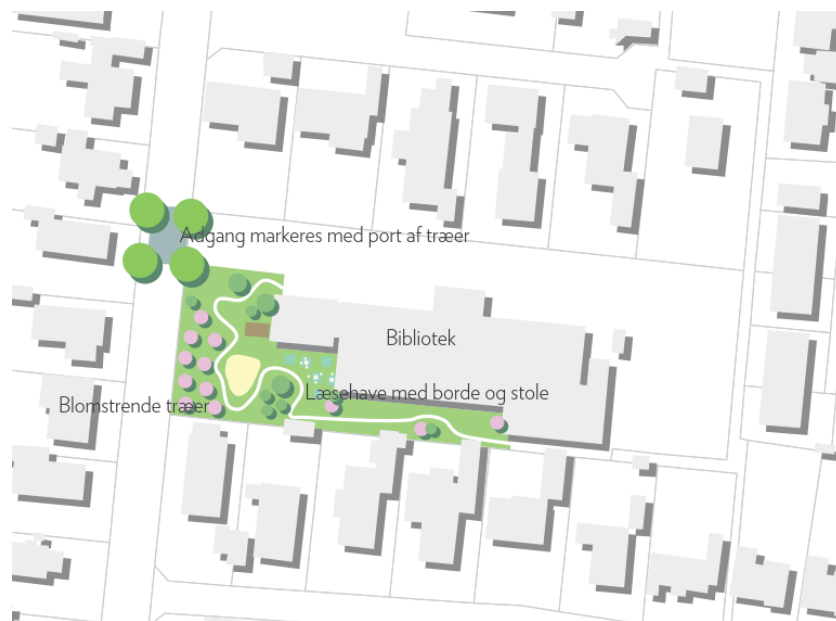 Adgang markeres med port af træer
Bibliotek
Læsehave med borde og stole
Blomstrende træer